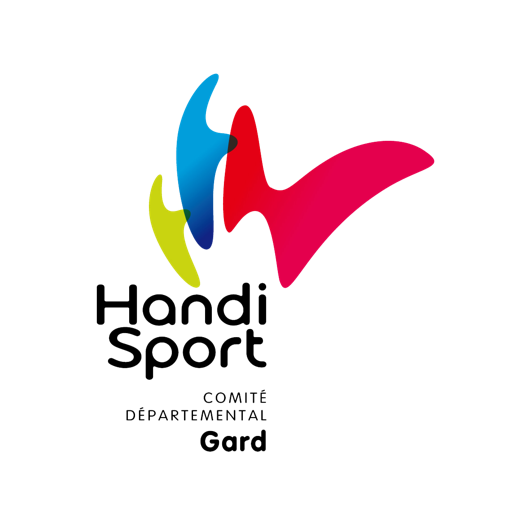 Handi
Sport
COMITÉ
DÉPARTEMENTAL
Gard